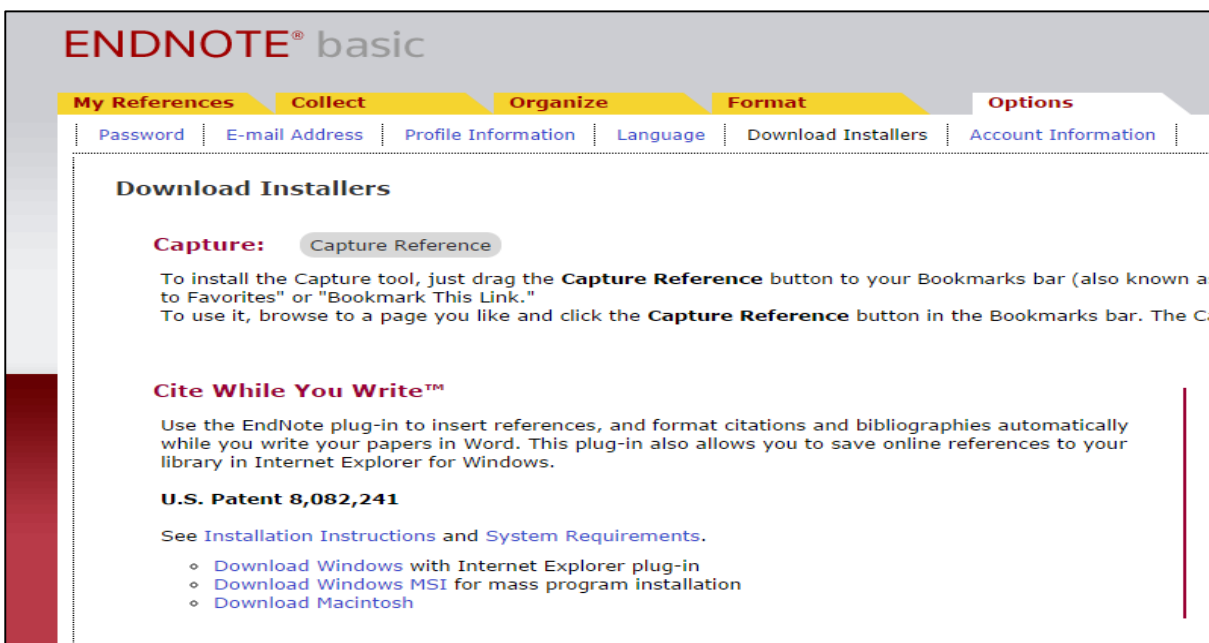 ENDNOTE® basic
My References Collect Organize Format Options
Password E-mail Address Profile Information Language Download Installers Account Information
Download Installers
Capture: Capture Reference
To install the Capture tool, just drag the Capture Reference button to your Bookmarks bar (also known
to Favorites" or "Bookmark This Link."
To use it, browse to a page you like and click the Capture Reference button in the Bookmarks bar. The
Cite While You Write™
Use the EndNote plug-in to insert references, and format citations and bibliographies automatically
while you write your papers in Word. This plug-in also allows you to save online references to your
library in Internet Explorer for Windows.
U.S. Patent 8,082,241
See Installation Instructions and System Requirements.
Download Windows with Internet Explorer plug-in
Download Windows MSI for mass program installation
Download Macintosh